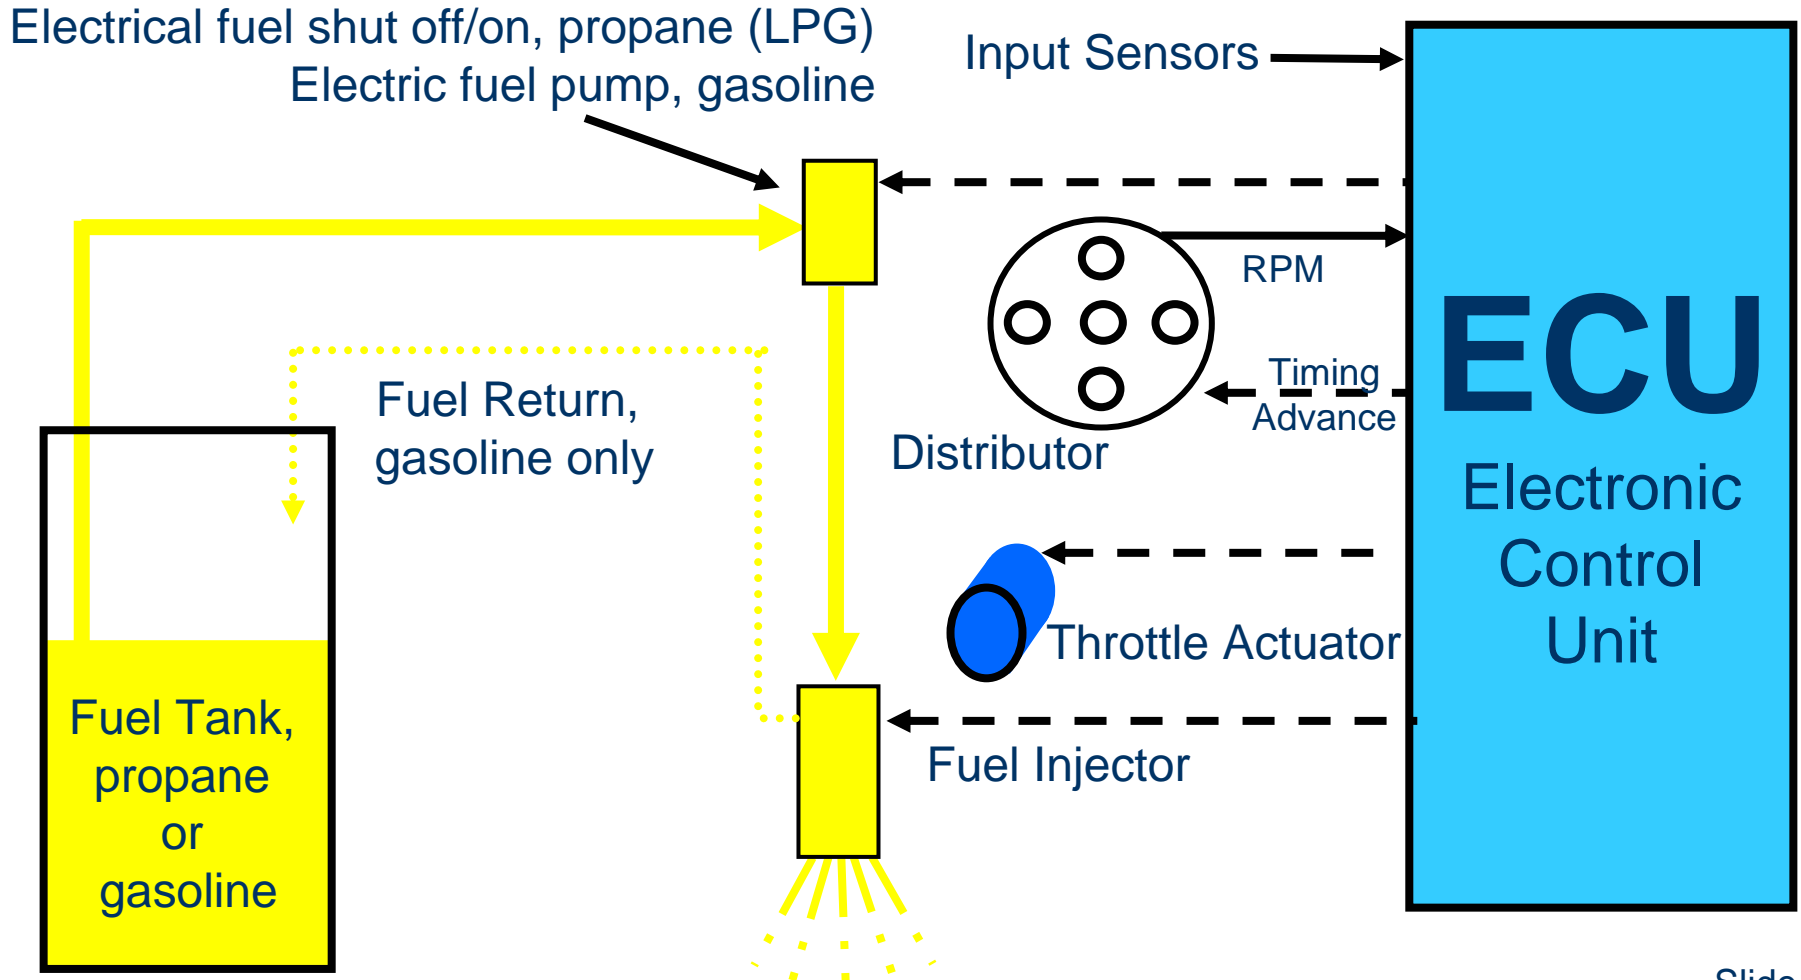 Electrical fuel shut off/on, propane (LPG)
Electric fuel pump, gasoline
Input Sensors
RPM
Timing
Advance
Distributor
Fuel Return,
gasoline only
ECU
Electronic
Control
Unit
Throttle Actuator
Fuel Injector
Fuel Tank,
propane
or
gasoline
Slide